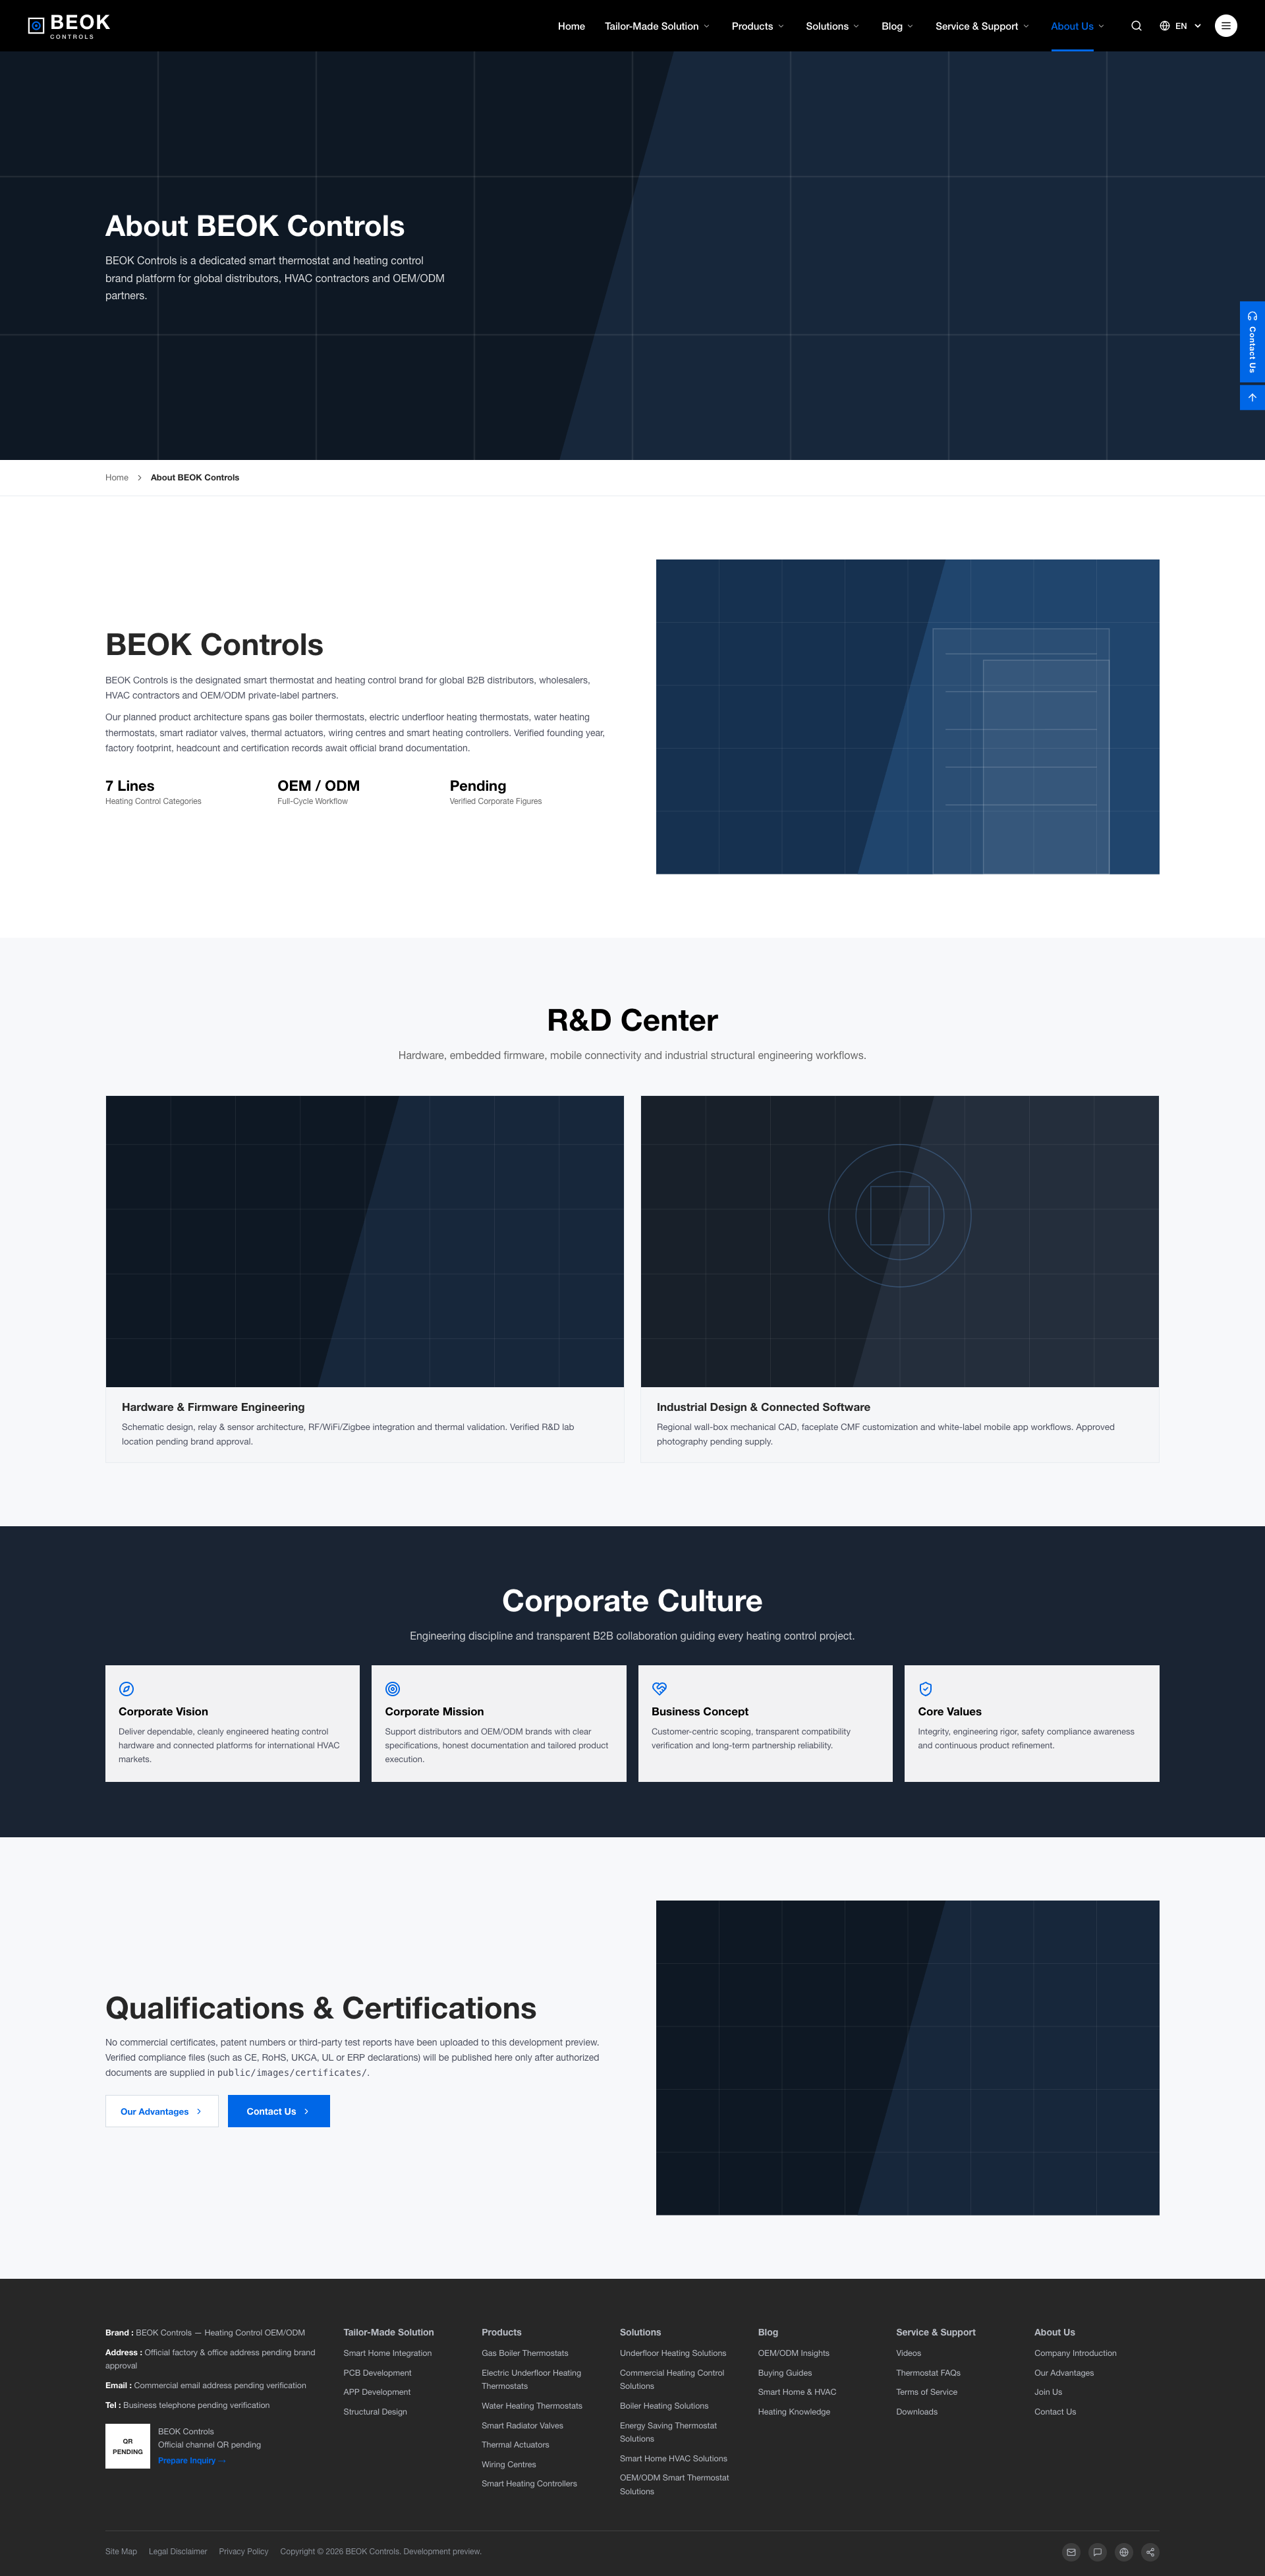 BEOK
CONTROLS
Home
Tailor-Made Solution
Products
Solutions
Blog
Service & Support
About Us
EN
About BEOK Controls
BEOK Controls is a dedicated smart thermostat and heating control
brand platform for global distributors, HVAC contractors and OEM/ODM
partners.
Contact Us
Home
About BEOK Controls
BEOK Controls
BEOK Controls is the designated smart thermostat and heating control brand for global B2B distributors, wholesalers,
HVAC contractors and OEM/ODM private-label partners.
Our planned product architecture spans gas boiler thermostats, electric underfloor heating thermostats, water heating
thermostats, smart radiator valves, thermal actuators, wiring centres and smart heating controllers. Verified founding year,
factory footprint, headcount and certification records await official brand documentation.
7 Lines
Heating Control Categories
OEM / ODM
Full-Cycle Workflow
Pending
Verified Corporate Figures
R&D Center
Hardware, embedded firmware, mobile connectivity and industrial structural engineering workflows.
Hardware & Firmware Engineering
Schematic design, relay & sensor architecture, RF/WiFi/Zigbee integration and thermal validation. Verified R&D lab
location pending brand approval.
Industrial Design & Connected Software
Regional wall-box mechanical CAD, faceplate CMF customization and white-label mobile app workflows. Approved
photography pending supply.
Corporate Culture
Engineering discipline and transparent B2B collaboration guiding every heating control project.
Corporate Vision
Deliver dependable, cleanly engineered heating control
hardware and connected platforms for international HVAC
markets.
Corporate Mission
Support distributors and OEM/ODM brands with clear
specifications, honest documentation and tailored product
execution.
Business Concept
Customer-centric scoping, transparent compatibility
verification and long-term partnership reliability.
Core Values
Integrity, engineering rigor, safety compliance awareness
and continuous product refinement.
Qualifications & Certifications
No commercial certificates, patent numbers or third-party test reports have been uploaded to this development preview.
Verified compliance files (such as CE, RoHS, UKCA, UL or ERP declarations) will be published here only after authorized
documents are supplied in public/images/certificates/.
Our Advantages
Contact Us
Brand : BEOK Controls — Heating Control OEM/ODM
Address : Official factory & office address pending brand
approval
Email : Commercial email address pending verification
Tel : Business telephone pending verification
QR
PENDING
BEOK Controls
Official channel QR pending
Prepare Inquiry →
Tailor-Made Solution
Smart Home Integration
PCB Development
APP Development
Structural Design
Products
Gas Boiler Thermostats
Electric Underfloor Heating
Thermostats
Water Heating Thermostats
Smart Radiator Valves
Thermal Actuators
Wiring Centres
Smart Heating Controllers
Solutions
Underfloor Heating Solutions
Commercial Heating Control
Solutions
Boiler Heating Solutions
Energy Saving Thermostat
Solutions
Smart Home HVAC Solutions
OEM/ODM Smart Thermostat
Solutions
Blog
OEM/ODM Insights
Buying Guides
Smart Home & HVAC
Heating Knowledge
Service & Support
Videos
Thermostat FAQs
Terms of Service
Downloads
About Us
Company Introduction
Our Advantages
Join Us
Contact Us
Site Map
Legal Disclaimer
Privacy Policy
Copyright © 2026 BEOK Controls. Development preview.